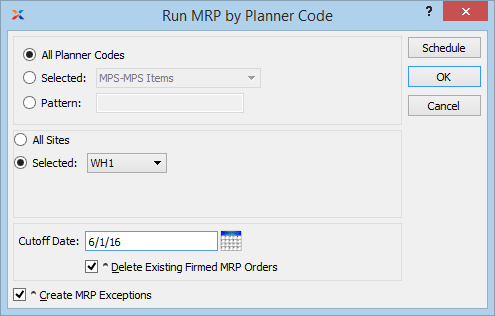 Run MRP by Planner Code
?
All Planner Codes
Schedule
Selected: MPS-MPS Items
OK
Pattern:
Cancel
All Sites
Selected: WH1
Cutoff Date: 6/1/16
^ Delete Existing Firmed MRP Orders
^ Create MRP Exceptions